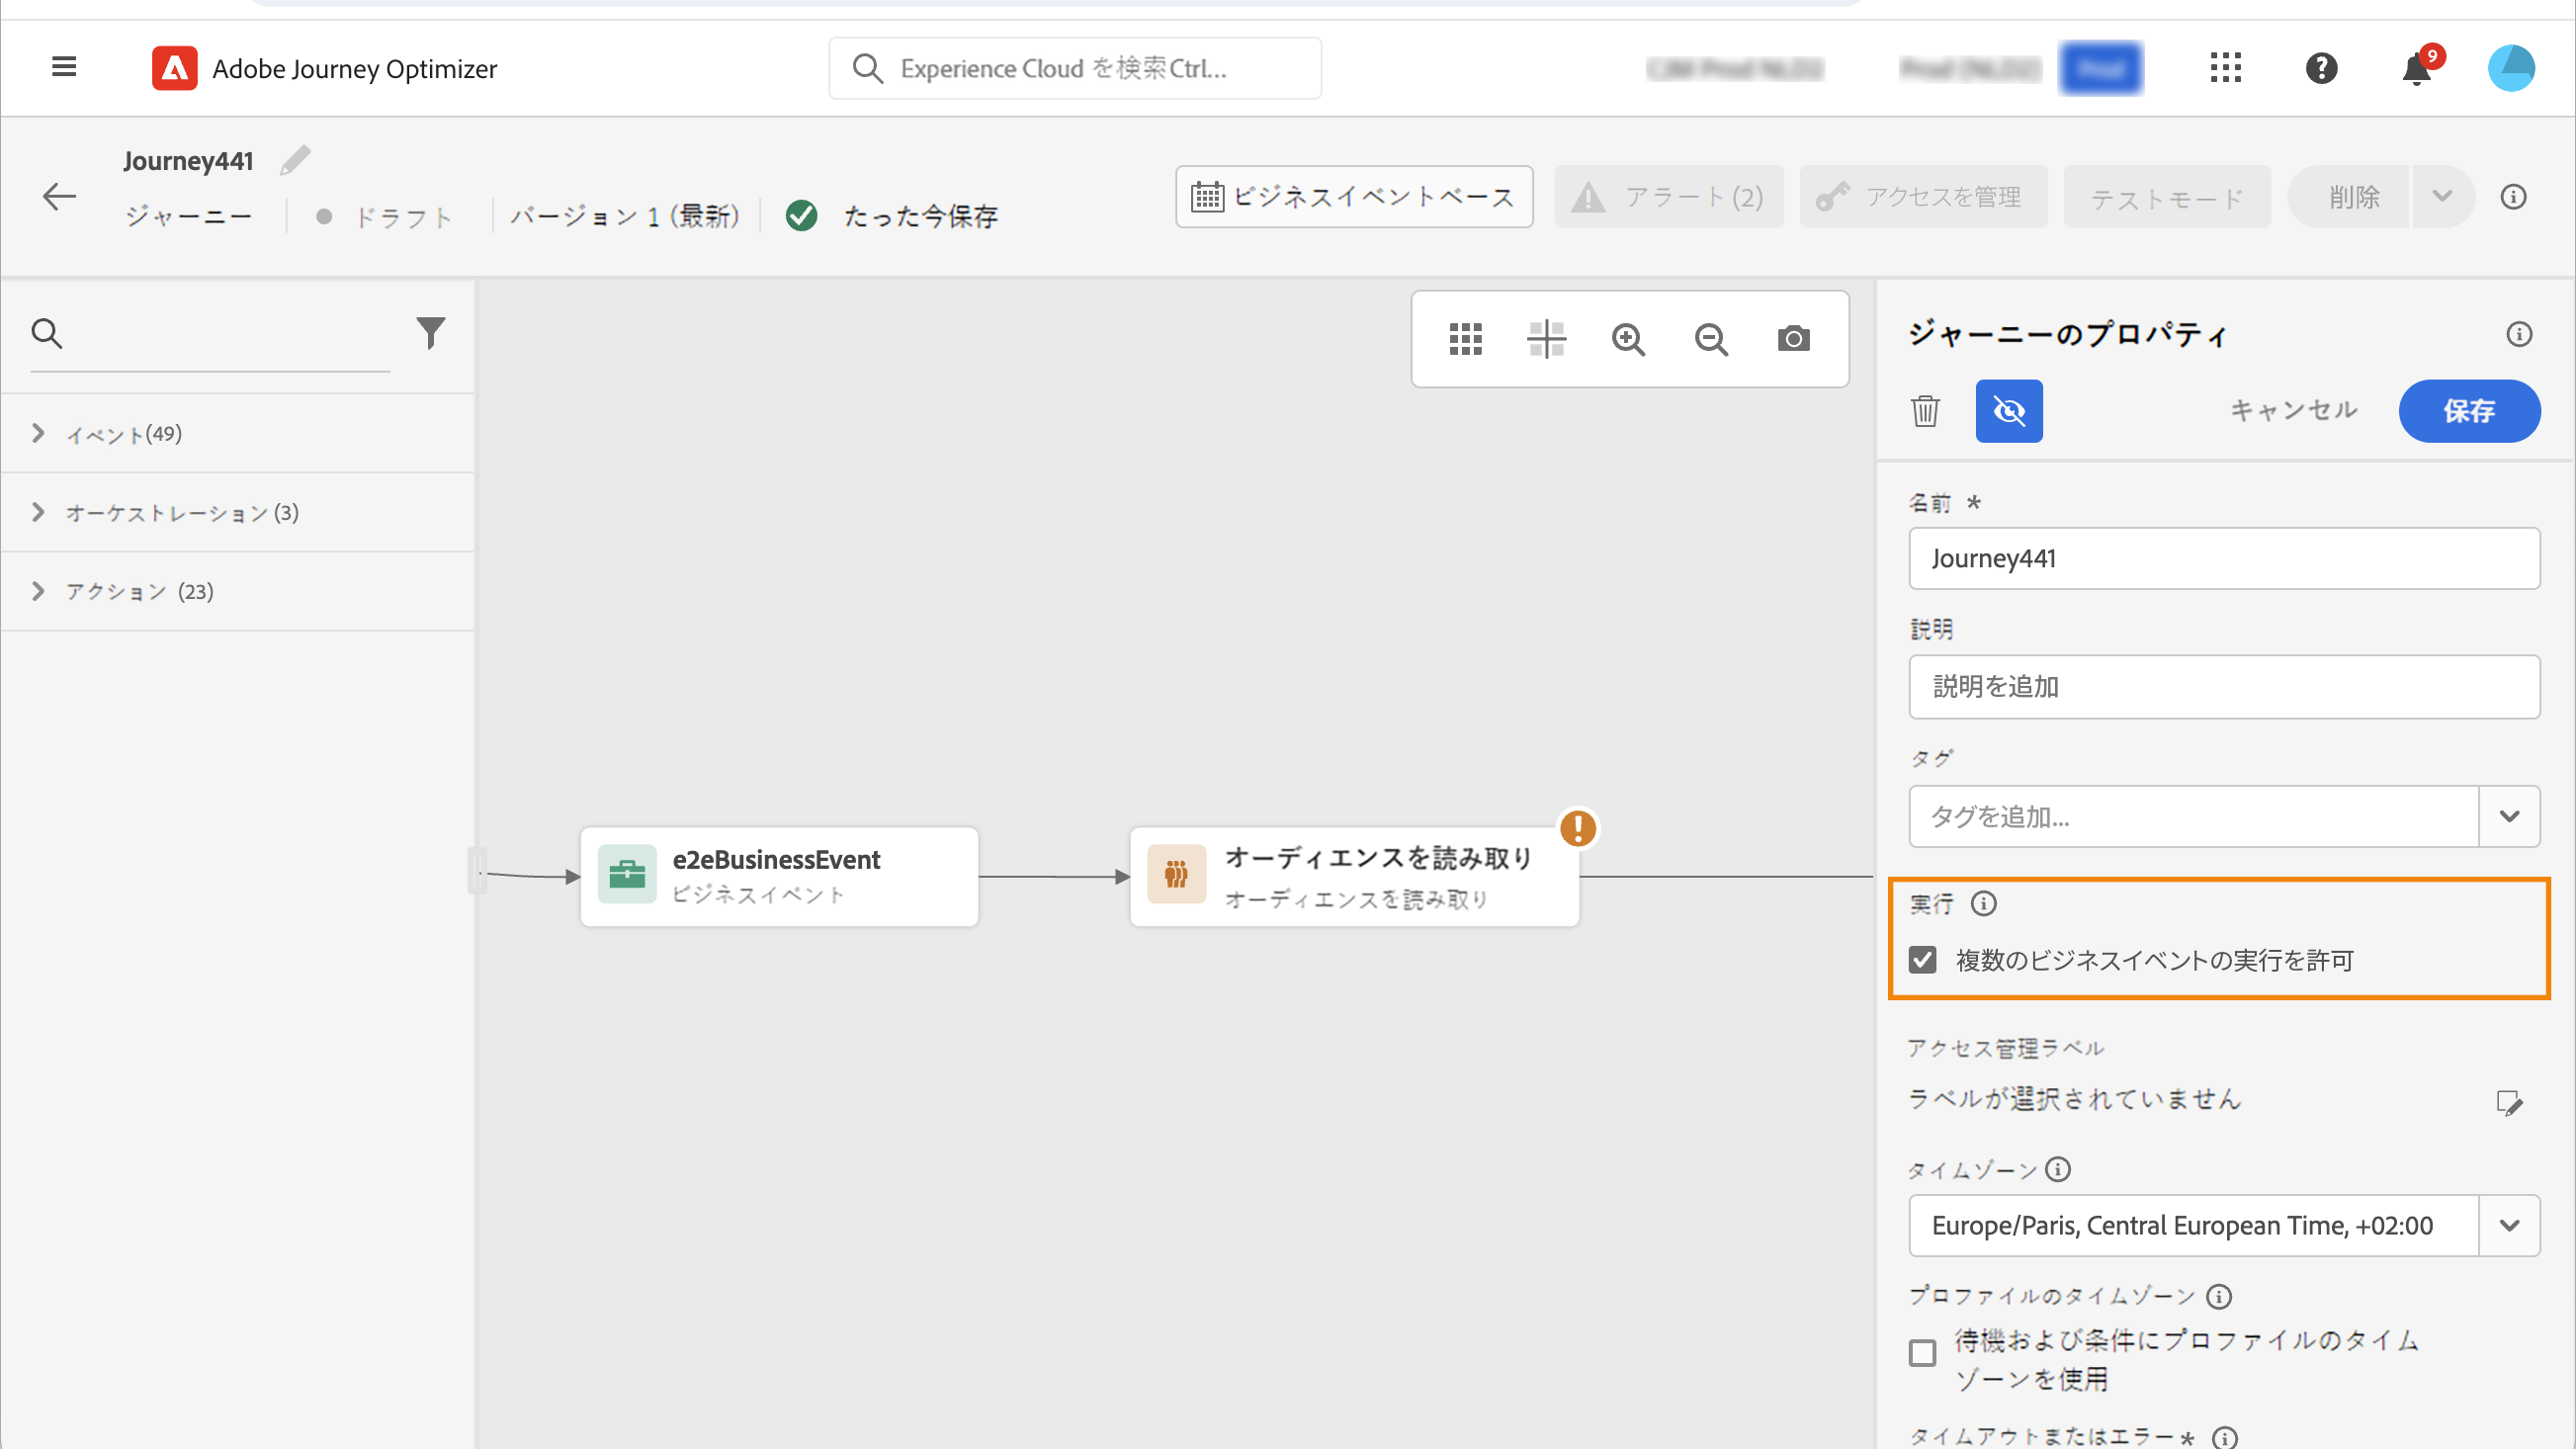 Adobe Journey Optimizer
Experience Cloud を検索Ctrl...
9
Journey441
ジャーニー
ドラフト
バージョン 1 (最新)
たった今保存
ビジネスイベントベース
アラート (2)
アクセスを管理
テストモード
削除
イベント(49)
オーケストレーション (3)
アクション (23)
e2eBusinessEvent
ビジネスイベント
オーディエンスを読み取り
オーディエンスを読み取り
ジャーニーのプロパティ
キャンセル
保存
名前 *
Journey441
説明
説明を追加
タグ
タグを追加...
実行
複数のビジネスイベントの実行を許可
アクセス管理ラベル
ラベルが選択されていません
タイムゾーン
Europe/Paris, Central European Time, +02:00
プロファイルのタイムゾーン
待機および条件にプロファイルのタイム
ゾーンを使用
タイムアウトまたはエラー *